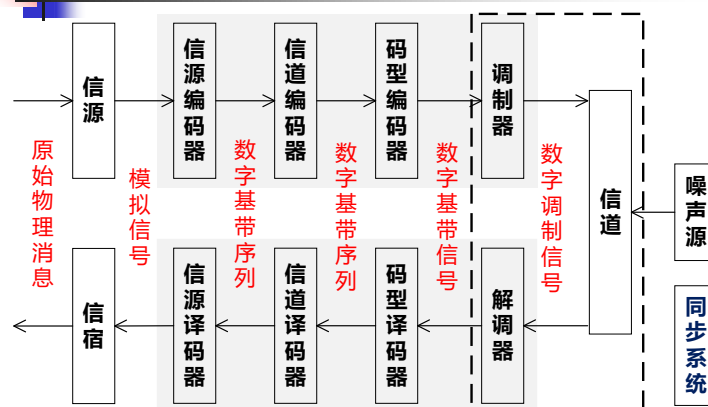 信源
信源编码器
信道编码器
码型编码器
调制器
原始物理消息
模拟信号
数字基带序列
数字基带序列
数字基带信号
数字调制信号
信道
噪声源
信宿
信源译码器
信道译码器
码型译码器
解调器
同步系统